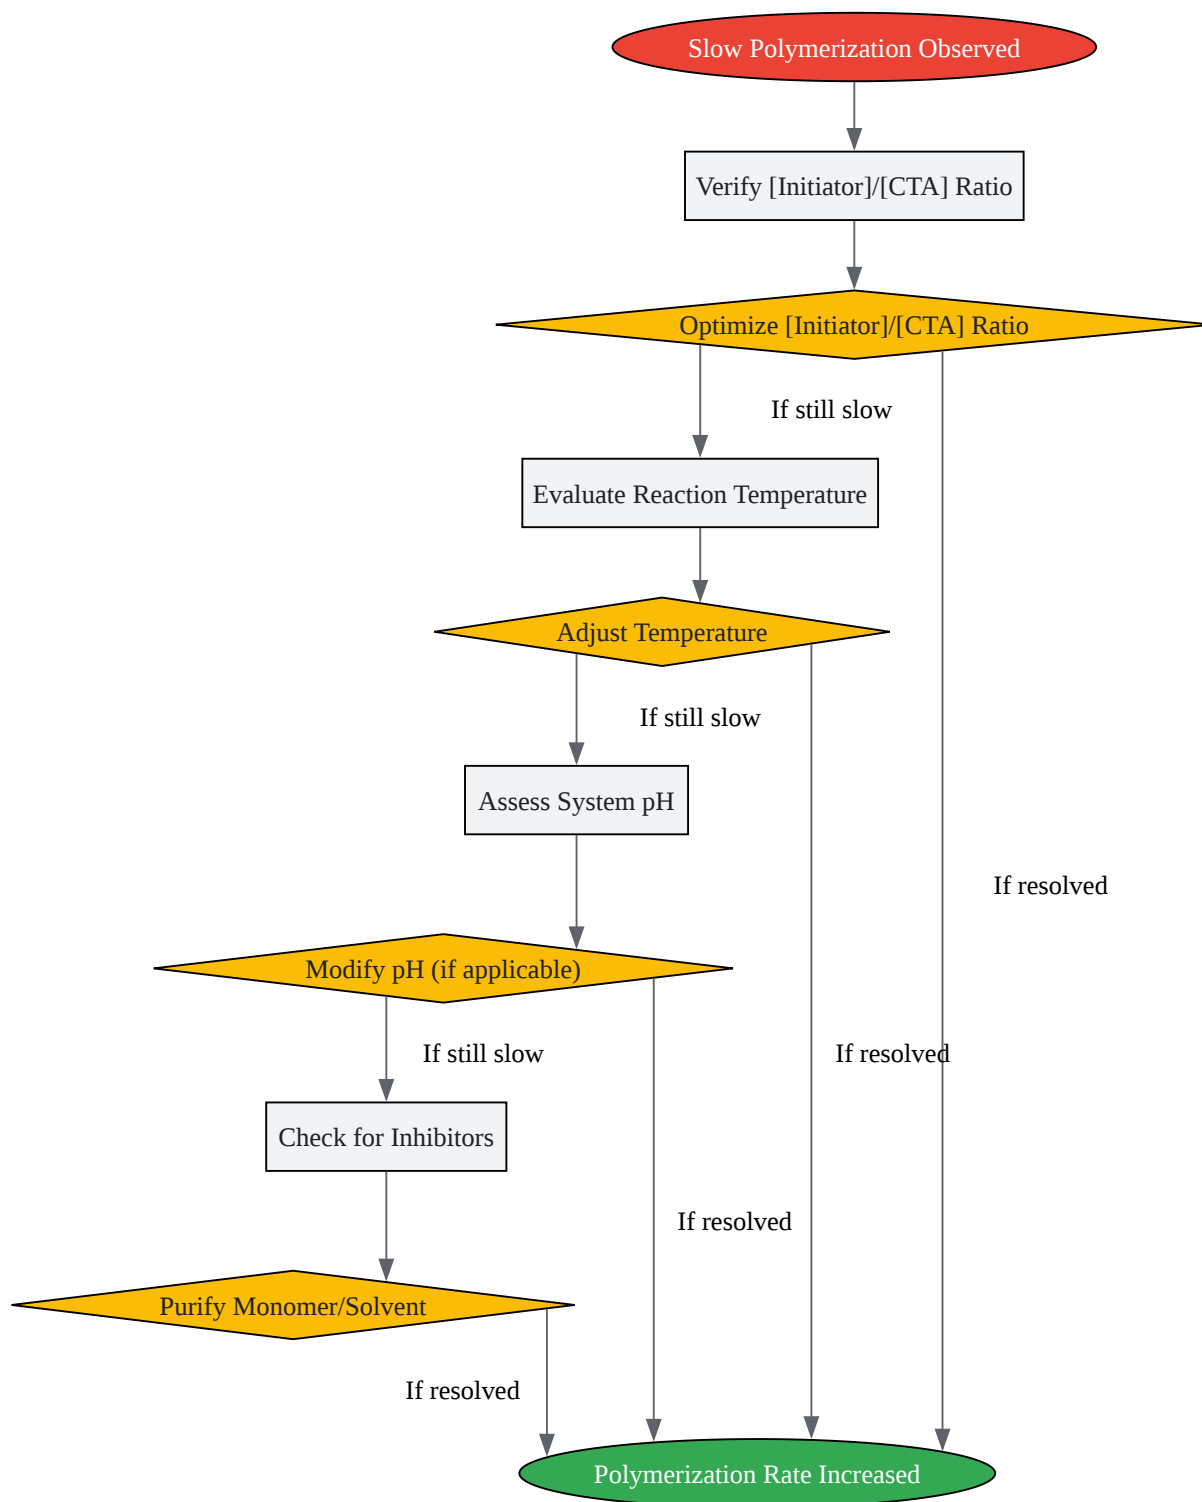 Slow Polymerization Observed
Verify [Initiator]/[CTA] Ratio
Optimize [Initiator]/[CTA] Ratio
If still slow
Evaluate Reaction Temperature
Adjust Temperature
If still slow
Assess System pH
If resolved
Modify pH (if applicable)
If still slow
If resolved
Check for Inhibitors
If resolved
Purify Monomer/Solvent
If resolved
Polymerization Rate Increased